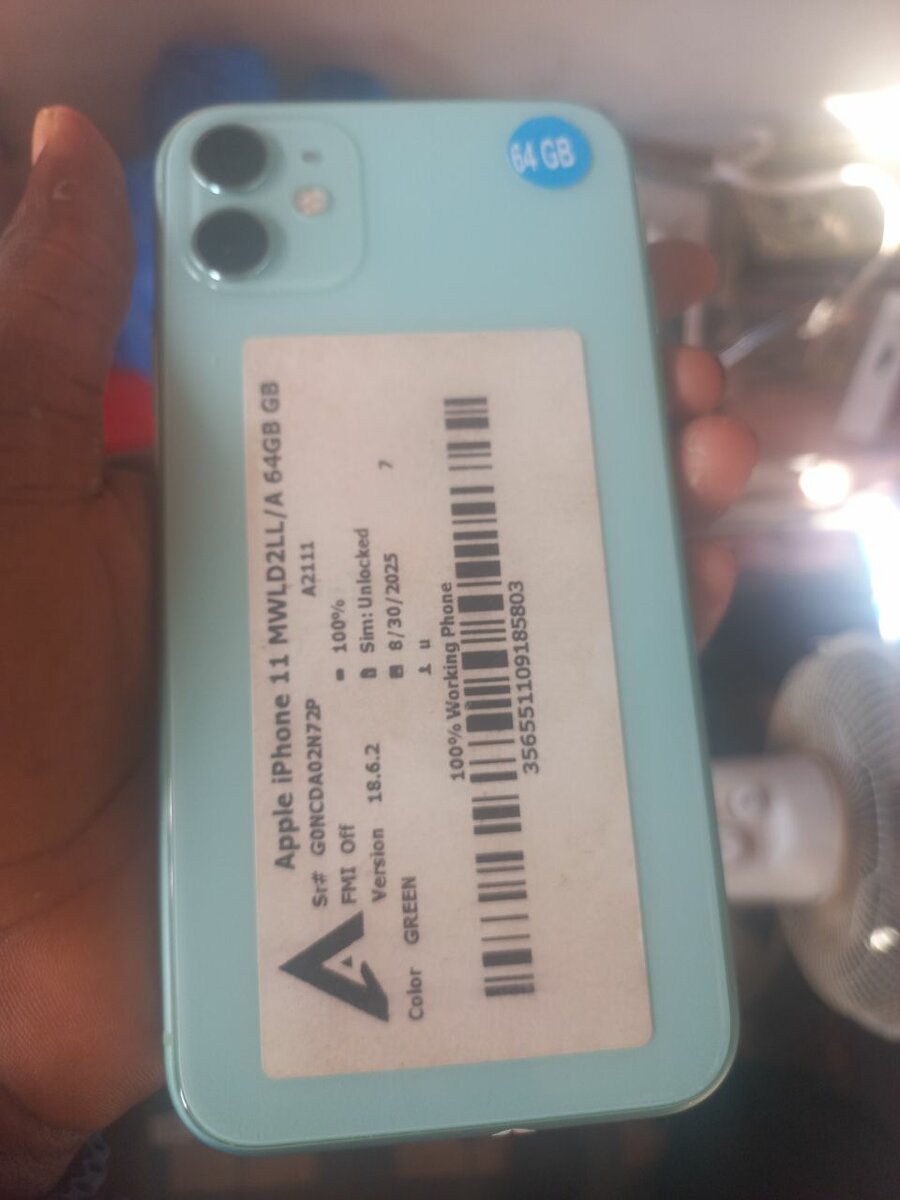 64 GB
Apple iPhone 11 MWLD2LL/A 64GB GB
Sr# G0NCDA02N72P A2111
FMI Off 100%
Version 18.6.2 Sim: Unlocked 7
Color GREEN 8/30/2025
u
100% Working Phone
356551109185803